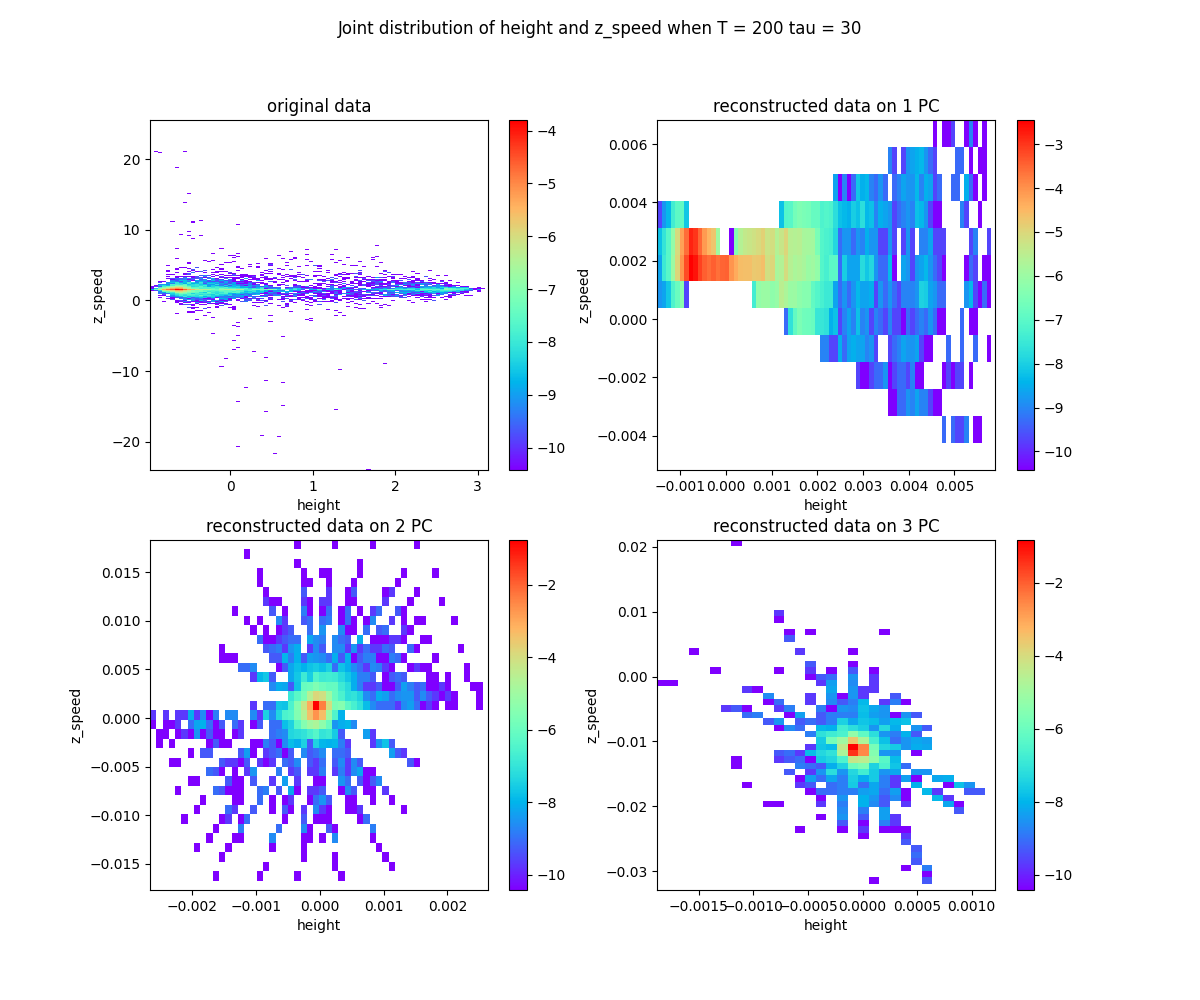 Joint distribution of height and z_speed when T = 200 tau = 30
original data
z_speed
20
10
0
−10
−20
0 1 2 3
height
−4
−5
−6
−7
−8
−9
−10
reconstructed data on 1 PC
z_speed
0.006
0.004
0.002
0.000
−0.002
−0.004
−0.001 0.000 0.001 0.002 0.003 0.004 0.005
height
−3
−4
−5
−6
−7
−8
−9
−10
reconstructed data on 2 PC
z_speed
0.015
0.010
0.005
0.000
−0.005
−0.010
−0.015
−0.002 −0.001 0.000 0.001 0.002
height
−2
−4
−6
−8
−10
reconstructed data on 3 PC
z_speed
0.02
0.01
0.00
−0.01
−0.02
−0.03
−0.0015 −0.0010 −0.0005 0.0000 0.0005 0.0010
height
−2
−4
−6
−8
−10